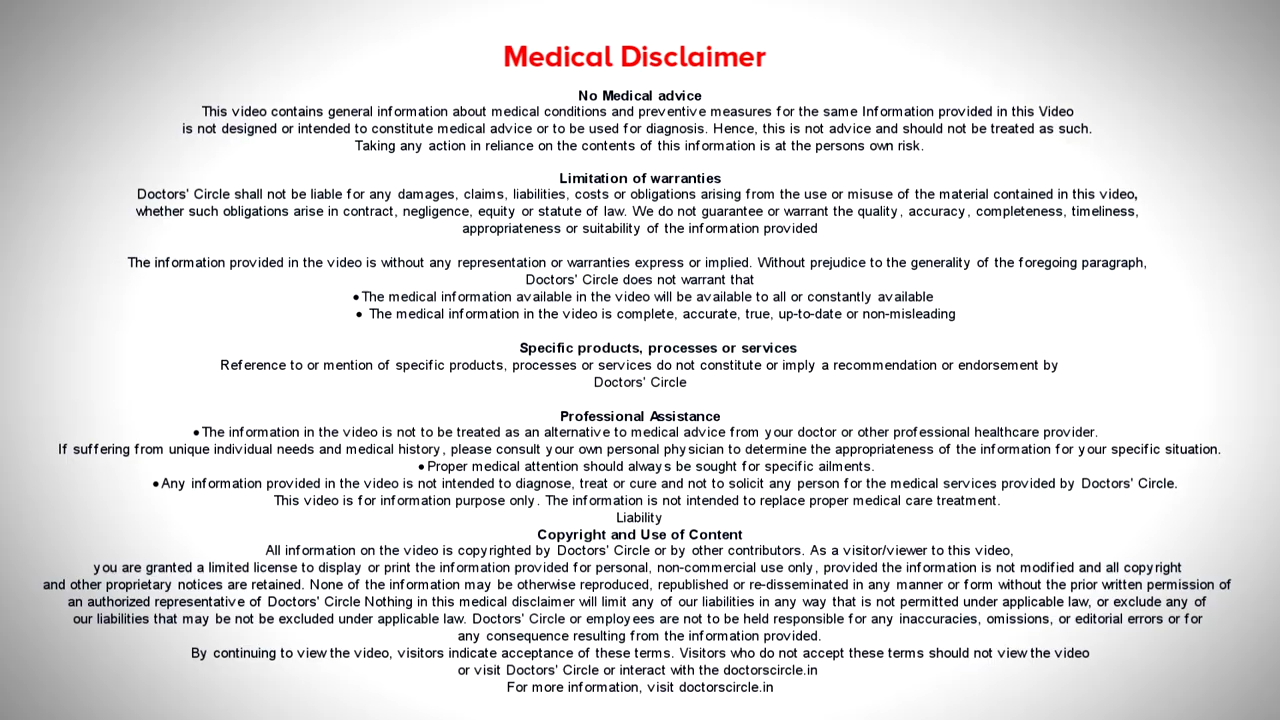 Medical Disclaimer
No Medical advice
This video contains general information about medical conditions and preventive measures for the same Information provided in this Video
is not designed or intended to constitute medical advice or to be used for diagnosis. Hence, this is not advice and should not be treated as such.
Taking any action in reliance on the contents of this information is at the persons own risk.
Limitation of warranties
Doctors' Circle shall not be liable for any damages, claims, liabilities, costs or obligations arising from the use or misuse of the material contained in this video,
whether such obligations arise in contract, negligence, equity or statute of law. We do not guarantee or warrant the quality, accuracy, completeness, timeliness,
appropriateness or suitability of the information provided
The information provided in the video is without any representation or warranties express or implied. Without prejudice to the generality of the foregoing paragraph,
Doctors' Circle does not warrant that
•The medical information available in the video will be available to all or constantly available
• The medical information in the video is complete, accurate, true, up-to-date or non-misleading
Specific products, processes or services
Reference to or mention of specific products, processes or services do not constitute or imply a recommendation or endorsement by
Doctors' Circle
Professional Assistance
•The information in the video is not to be treated as an alternative to medical advice from your doctor or other professional healthcare provider.
If suffering from unique individual needs and medical history, please consult your own personal physician to determine the appropriateness of the information for your specific situation.
•Proper medical attention should always be sought for specific ailments.
•Any information provided in the video is not intended to diagnose, treat or cure and not to solicit any person for the medical services provided by Doctors' Circle.
This video is for information purpose only. The information is not intended to replace proper medical care treatment.
Liability
Copyright and Use of Content
All information on the video is copyrighted by Doctors' Circle or by other contributors. As a visitor/viewer to this video,
you are granted a limited license to display or print the information provided for personal, non-commercial use only, provided the information is not modified and all copyright
and other proprietary notices are retained. None of the information may be otherwise reproduced, republished or re-disseminated in any manner or form without the prior written permission of
an authorized representative of Doctors' Circle Nothing in this medical disclaimer will limit any of our liabilities in any way that is not permitted under applicable law, or exclude any of
our liabilities that may be not be excluded under applicable law. Doctors' Circle or employees are not to be held responsible for any inaccuracies, omissions, or editorial errors or for
any consequence resulting from the information provided.
By continuing to view the video, visitors indicate acceptance of these terms. Visitors who do not accept these terms should not view the video
or visit Doctors' Circle or interact with the doctorscircle.in
For more information, visit doctorscircle.in